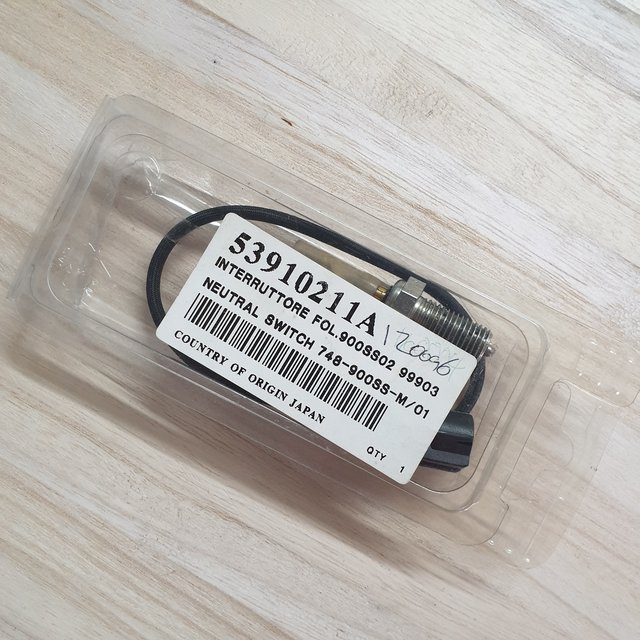 53910211A
INTERRUTTORE FOL.900SS02 99903
NEUTRAL SWITCH 748-900SS-M/01
COUNTRY OF ORIGIN JAPAN
QTY 1